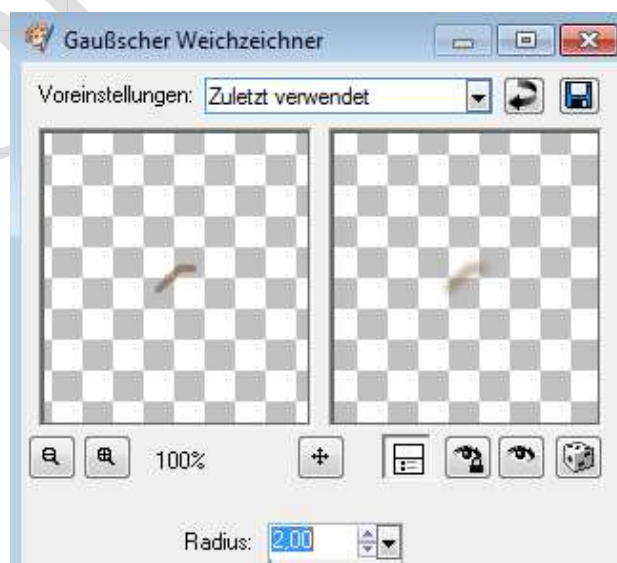 Gaußscher Weichzeichner
Voreinstellungen: Zuletzt verwendet
100%
Radius: 2,00